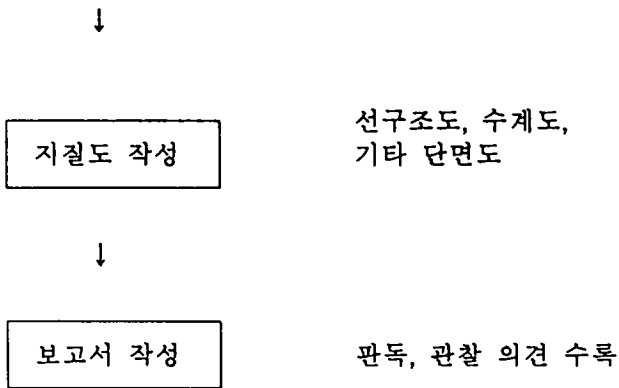 ↓
선구조도, 수계도,
지질도 작성
기타 단면도
↓
보고서 작성
판독, 관찰 의견 수록